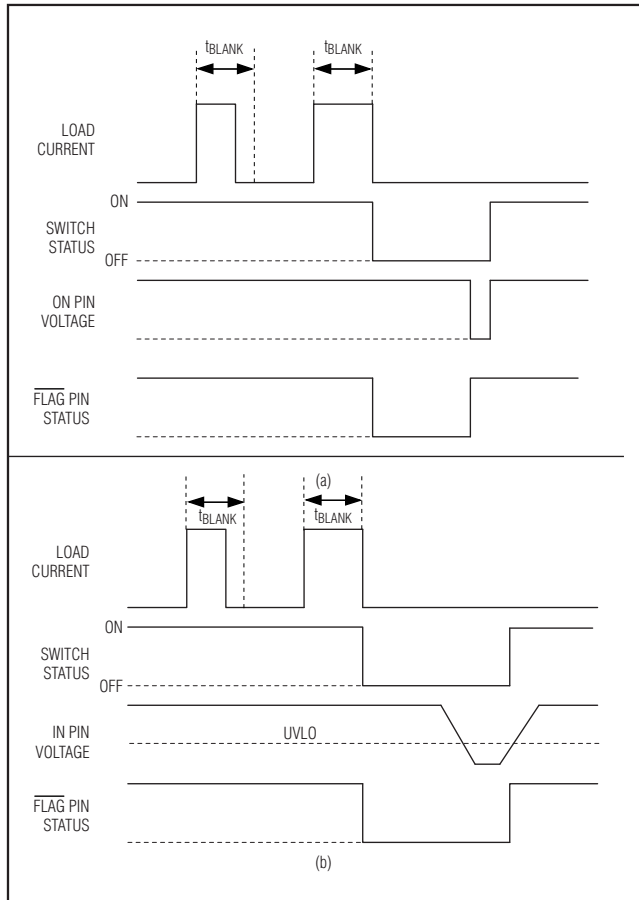 tBLANK tBLANK
LOAD
CURRENT
ON
SWITCH
STATUS
OFF
ON PIN
VOLTAGE
FLAG PIN
STATUS
(a)
tBLANK tBLANK
LOAD
CURRENT
ON
SWITCH
STATUS
OFF
IN PIN
VOLTAGE
UVLO
FLAG PIN
STATUS
(b)